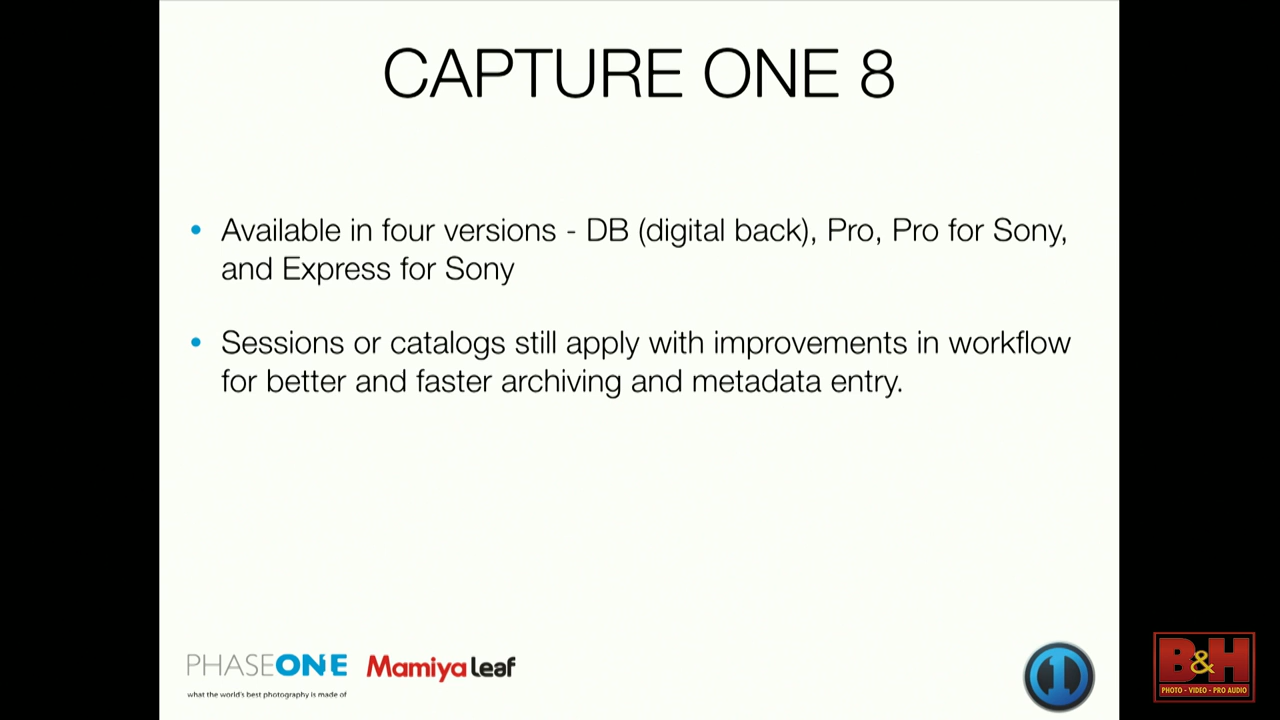 CAPTURE ONE 8
• Available in four versions - DB (digital back), Pro, Pro for Sony,
and Express for Sony
• Sessions or catalogs still apply with improvements in workflow
for better and faster archiving and metadata entry.
PHASEONE
what the world's best photography is made of
Mamiya Leaf
1
B&H
PHOTO - VIDEO - PRO AUDIO